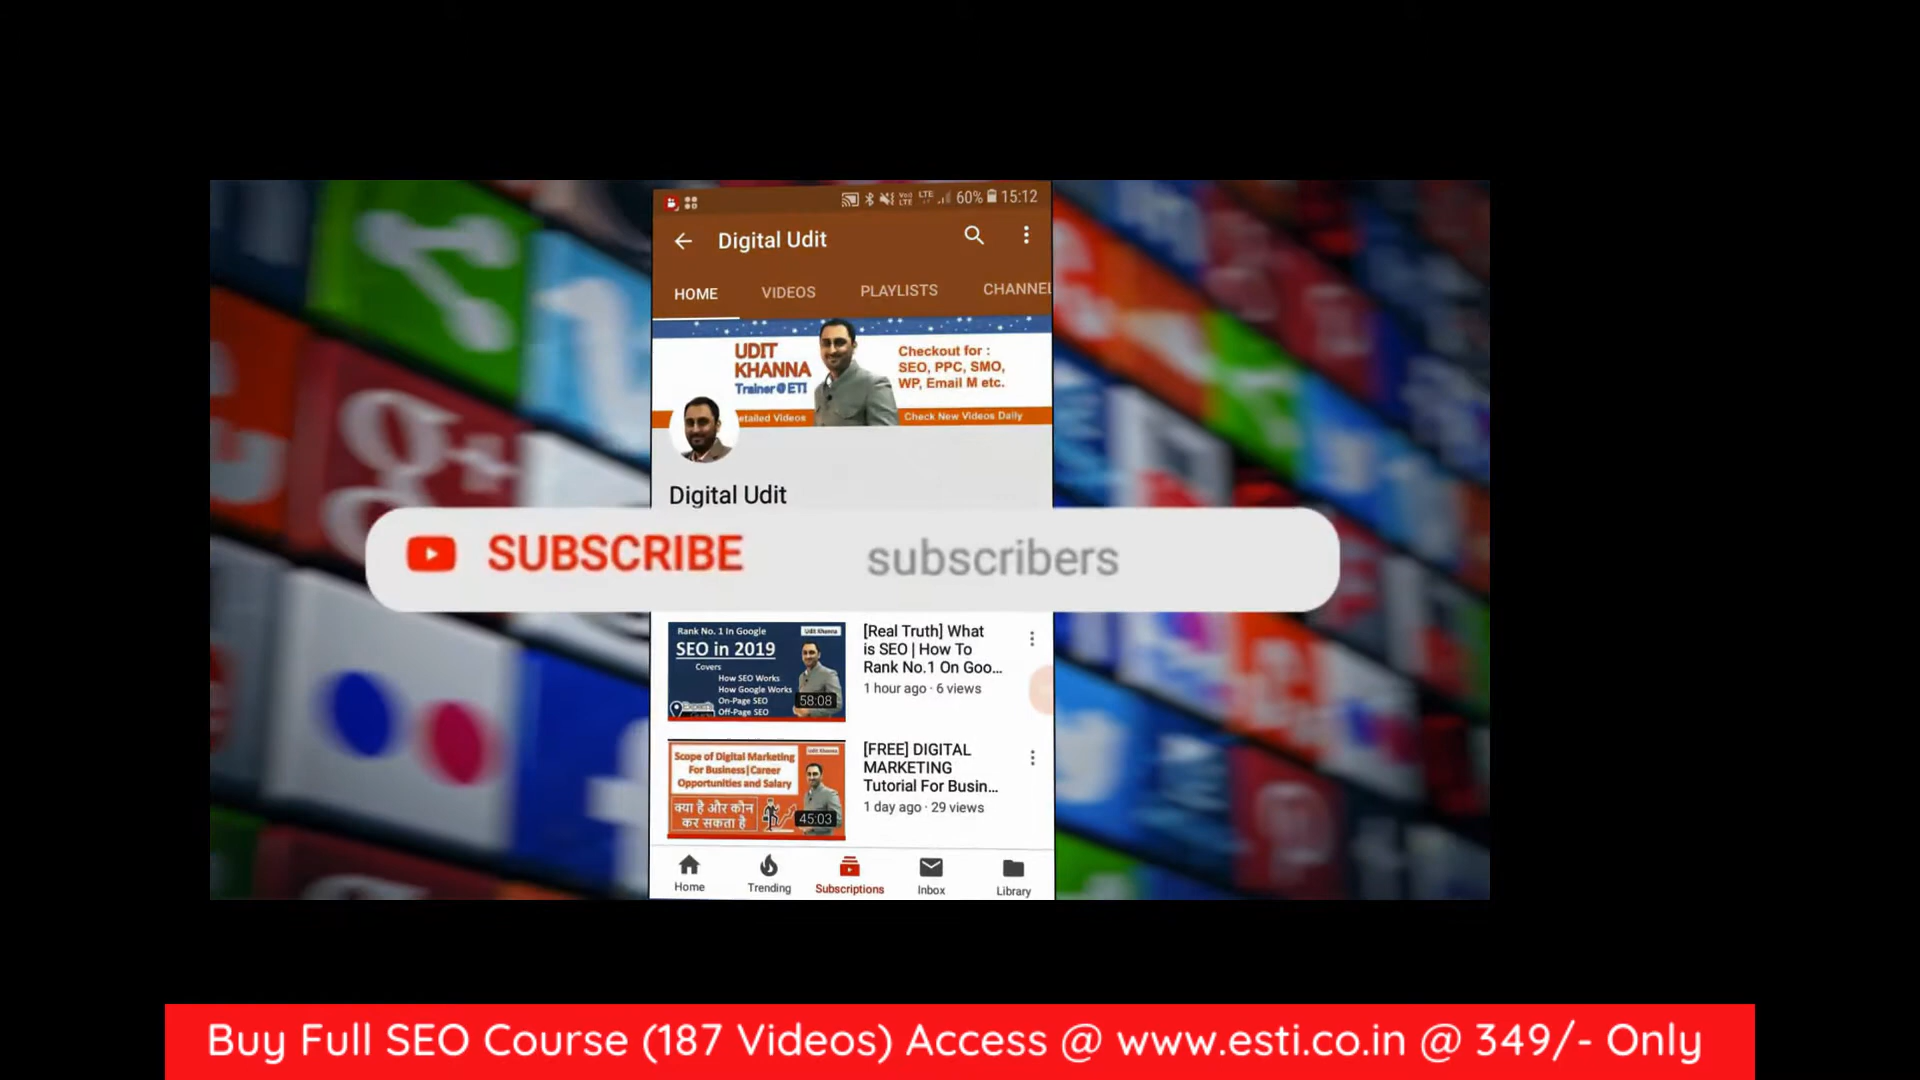 60% 15:12
Digital Udit
HOME VIDEOS PLAYLISTS CHANNEL
UDIT
KHANNA
Trainer@ETI
Checkout for :
SEO, PPC, SMO,
WP, Email M etc.
etailed Videos
Check New Videos Daily
Digital Udit
SUBSCRIBE subscribers
Rank No. 1 In Google
Udit Khanna
SEO in 2019
Covers
How SEO Works
How Google Works
On-Page SEO
Off-Page SEO
58:08
[Real Truth] What
is SEO | How To
Rank No.1 On Goo...
1 hour ago · 6 views
Scope of Digital Marketing
For Business|Career
Opportunities and Salary
Udit Khanna
क्या है और कौन
कर सकता है
45:03
[FREE] DIGITAL
MARKETING
Tutorial For Busin...
1 day ago · 29 views
Home Trending Subscriptions Inbox Library
Buy Full SEO Course (187 Videos) Access @ www.esti.co.in @ 349/- Only